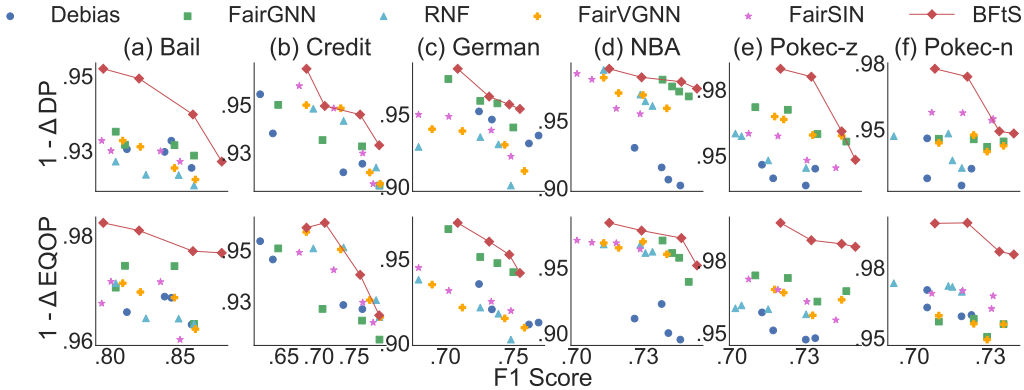 Debias FairGNN RNF FairVGNN FairSIN BFtS
(a) Bail (b) Credit (c) German (d) NBA (e) Pokec-z (f) Pokec-n
1 - Δ DP
.95 .93
.95 .93
.95 .90
.95 .90
.98 .95
.98 .95
1 - Δ EQOP
.98 .96
.95 .93
.95 .90
.95 .90
.98 .95
.98 .95
.80 .85 .65 .70 .75 .70 .75 .70 .73 .70 .73 .70 .73
F1 Score